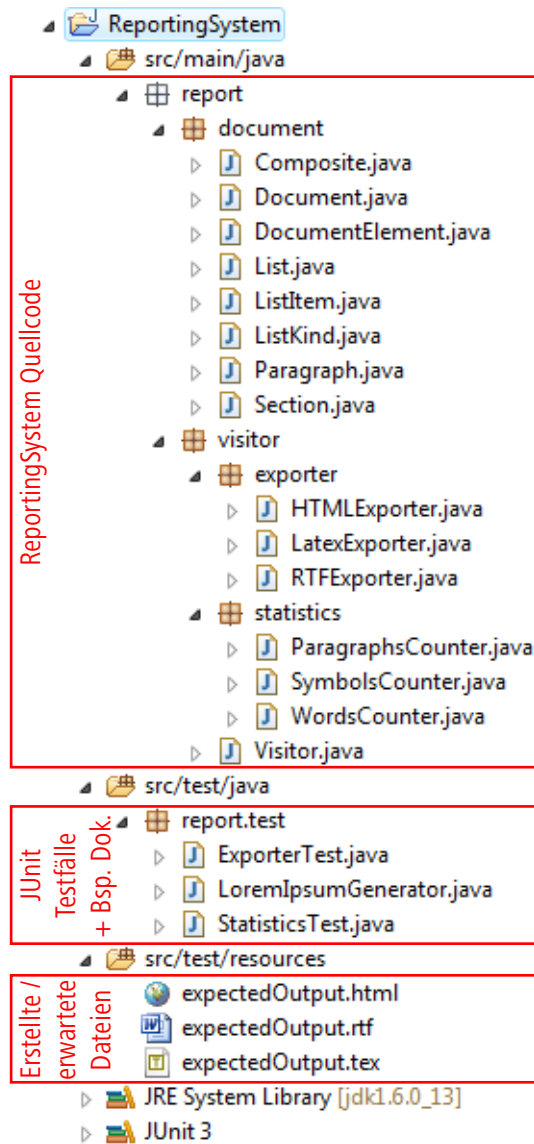 ReportingSystem
src/main/java
report
document
Composite.java
Document.java
DocumentElement.java
List.java
ListItem.java
ListKind.java
Paragraph.java
Section.java
visitor
exporter
HTMLExporter.java
LatexExporter.java
RTFExporter.java
statistics
ParagraphsCounter.java
SymbolsCounter.java
WordsCounter.java
Visitor.java
ReportingSystem Quellcode
src/test/java
report.test
ExporterTest.java
LoremIpsumGenerator.java
StatisticsTest.java
JUnit
Testfälle
+ Bsp. Dok.
src/test/resources
expectedOutput.html
expectedOutput.rtf
expectedOutput.tex
Erstellte /
erwartete
Dateien
JRE System Library [jdk1.6.0_13]
JUnit 3